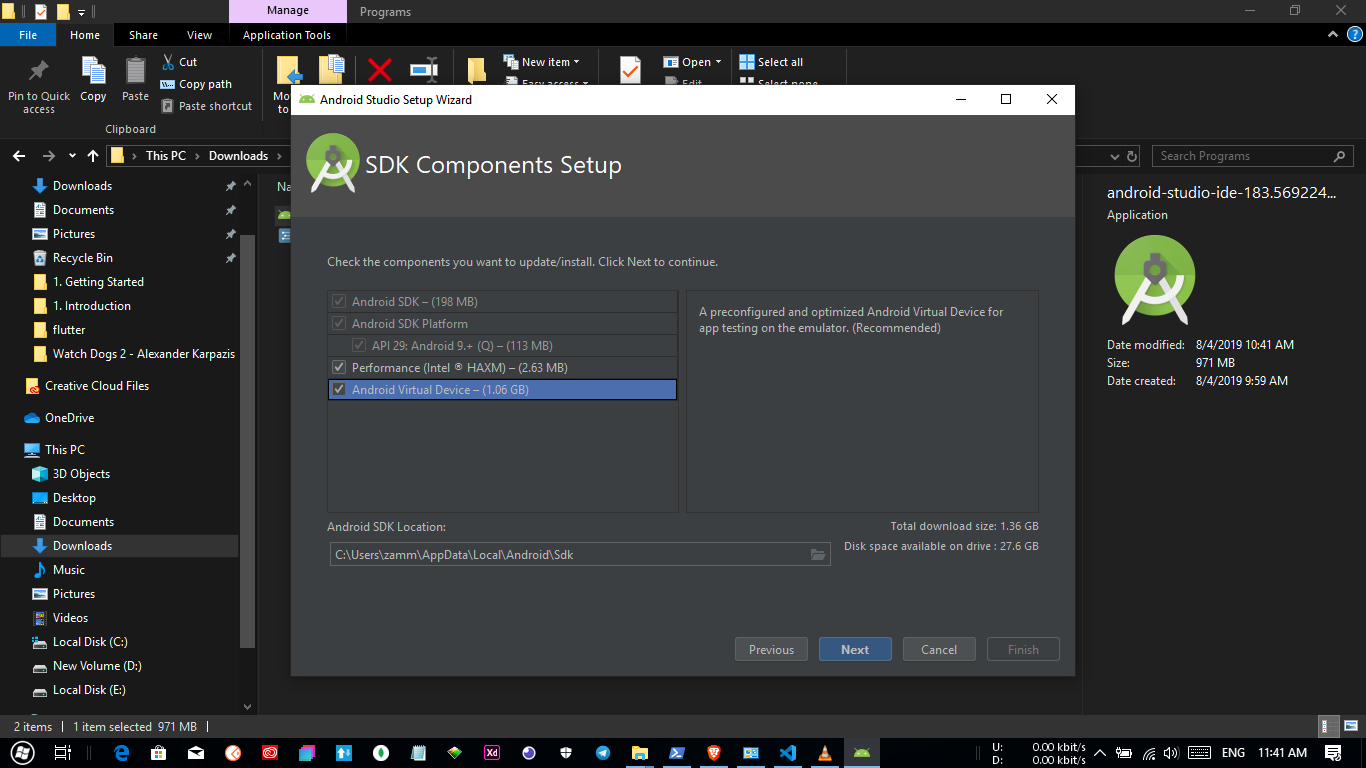 Manage
Programs
File
Home
Share
View
Application Tools
Pin to Quick
access
Copy
Paste
Cut
Copy path
Paste shortcut
Clipboard
New item
Easy access
Open
Edit
Select all
Select none
Android Studio Setup Wizard
This PC
Downloads
Search Programs
SDK Components Setup
Check the components you want to update/install. Click Next to continue.
Android SDK – (198 MB)
Android SDK Platform
API 29: Android 9.+ (Q) – (113 MB)
Performance (Intel ® HAXM) – (2.63 MB)
Android Virtual Device – (1.06 GB)
A preconfigured and optimized Android Virtual Device for
app testing on the emulator. (Recommended)
Android SDK Location:
C:\Users\zamm\AppData\Local\Android\Sdk
Total download size: 1.36 GB
Disk space available on drive : 27.6 GB
Previous
Next
Cancel
Finish
Downloads
Documents
Pictures
Recycle Bin
1. Getting Started
1. Introduction
flutter
Watch Dogs 2 - Alexander Karpazis
Creative Cloud Files
OneDrive
This PC
3D Objects
Desktop
Documents
Downloads
Music
Pictures
Videos
Local Disk (C:)
New Volume (D:)
Local Disk (E:)
android-studio-ide-183.569224...
Application
Date modified: 8/4/2019 10:41 AM
Size: 971 MB
Date created: 8/4/2019 9:59 AM
2 items
1 item selected 971 MB
Xd
U: 0.00 kbit/s
D: 0.00 kbit/s
ENG
11:41 AM